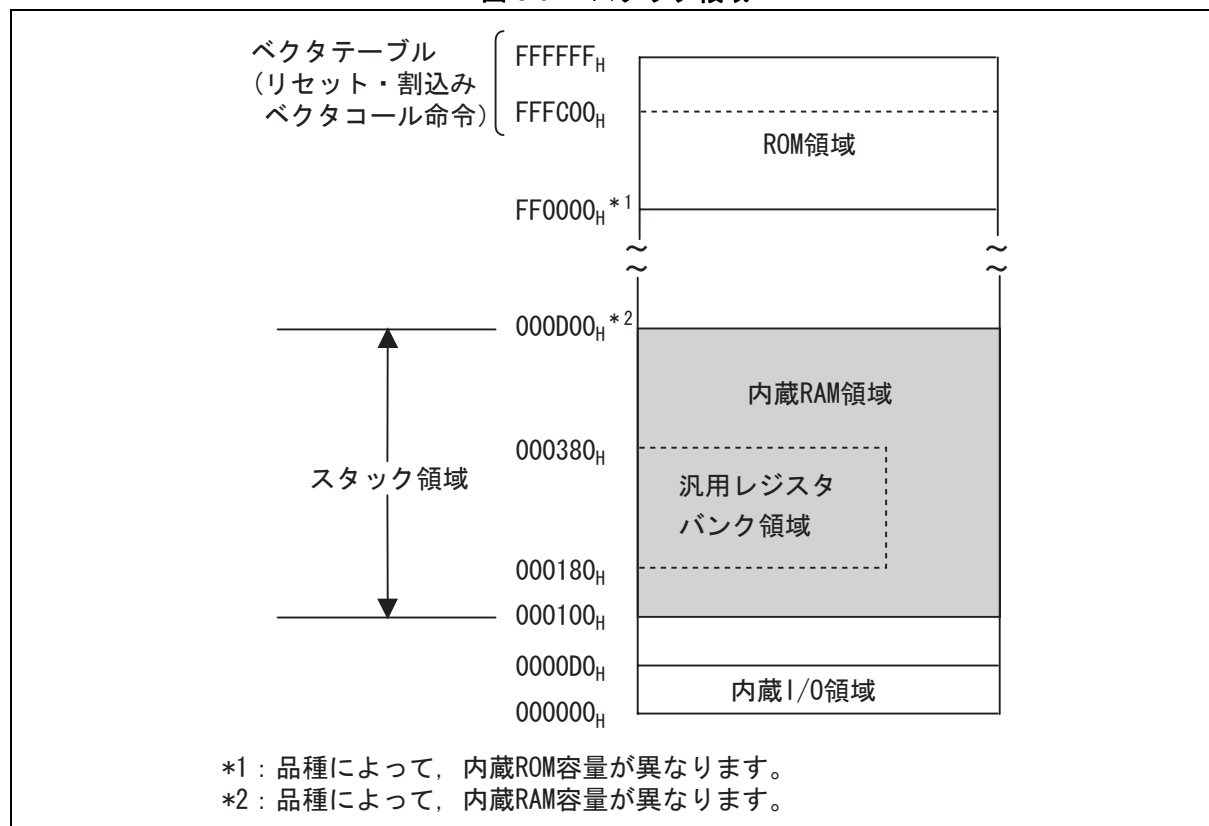 ベクタテーブル
(リセット・割込み
ベクタコール命令)
FFFFFFH
FFFC00H
ROM領域
FF0000H*1
000D00H*2
内蔵RAM領域
000380H
スタック領域
汎用レジスタ
バンク領域
000180H
000100H
0000D0H
内蔵I/O領域
000000H
*1:品種によって,内蔵ROM容量が異なります。
*2:品種によって,内蔵RAM容量が異なります。